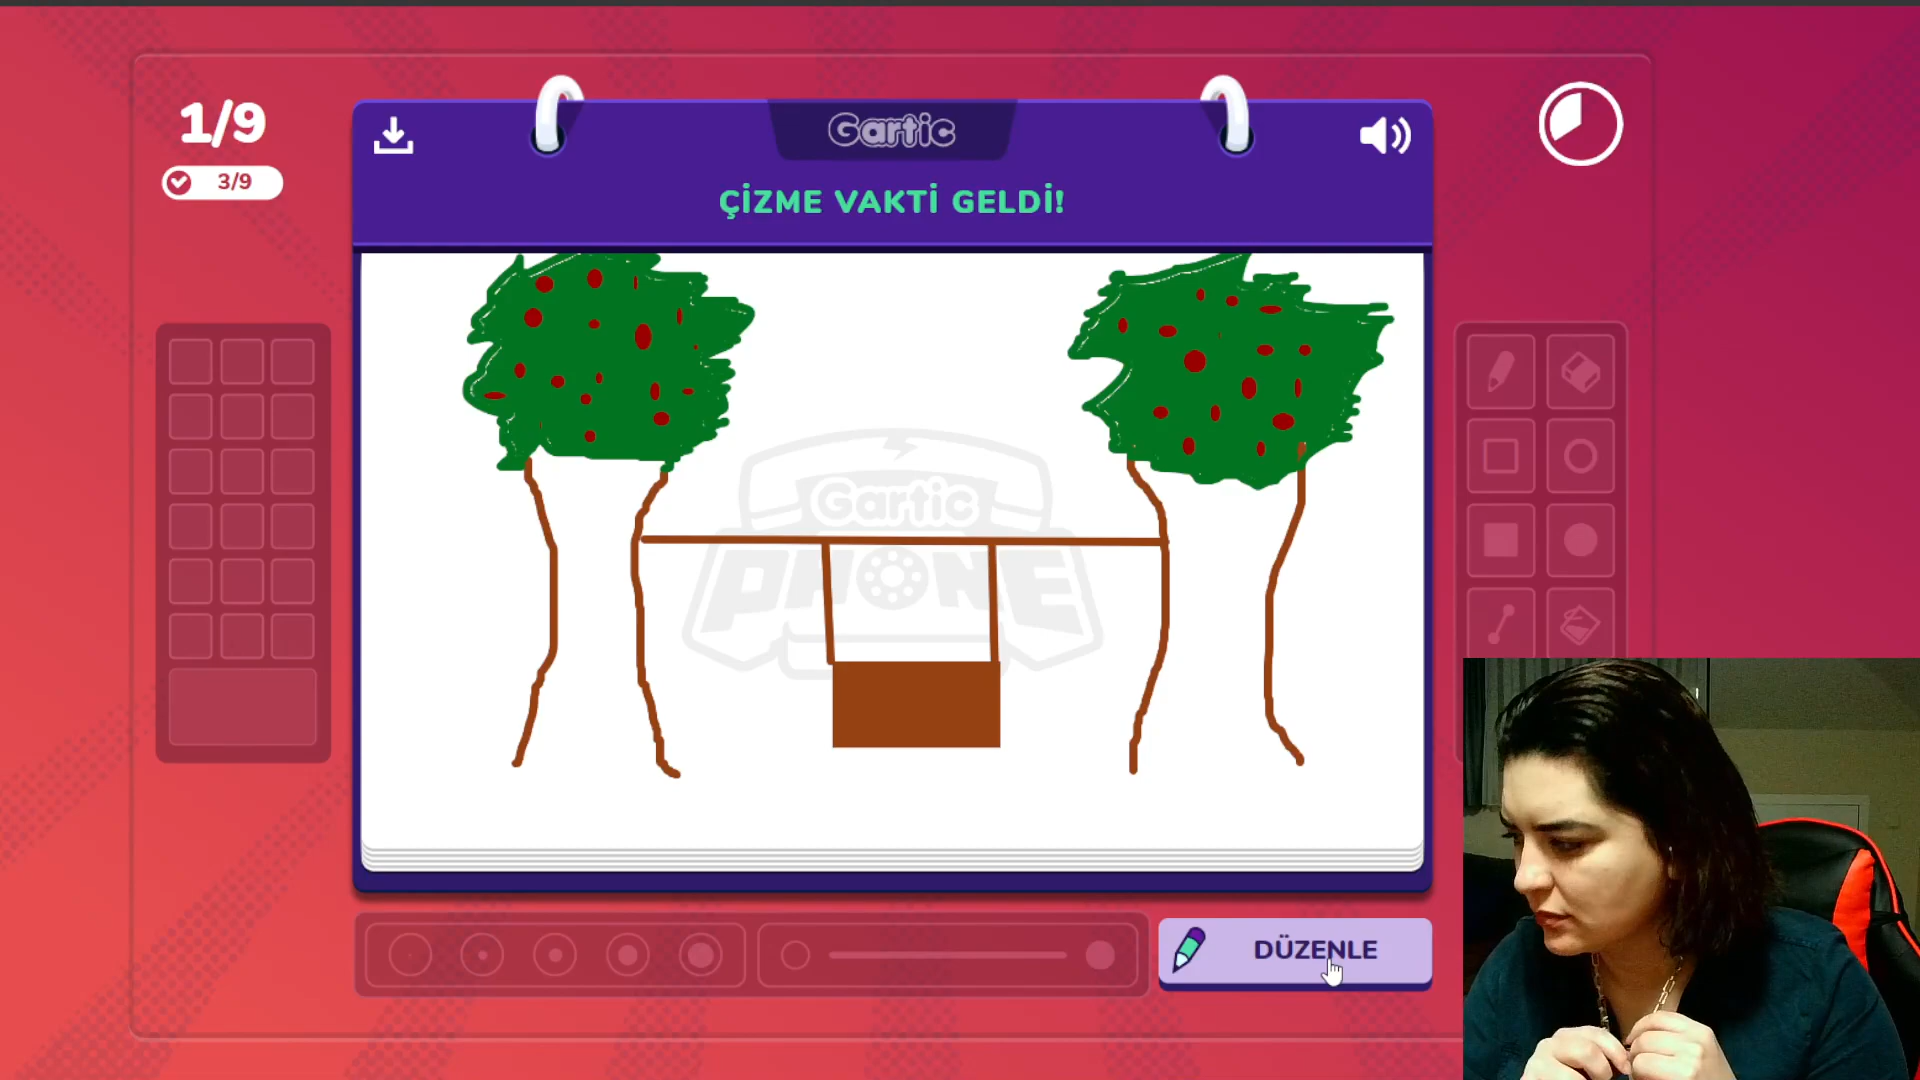 1/9
3/9
Gartic
ÇİZME VAKTİ GELDİ!
Gartic
PHONE
DÜZENLE